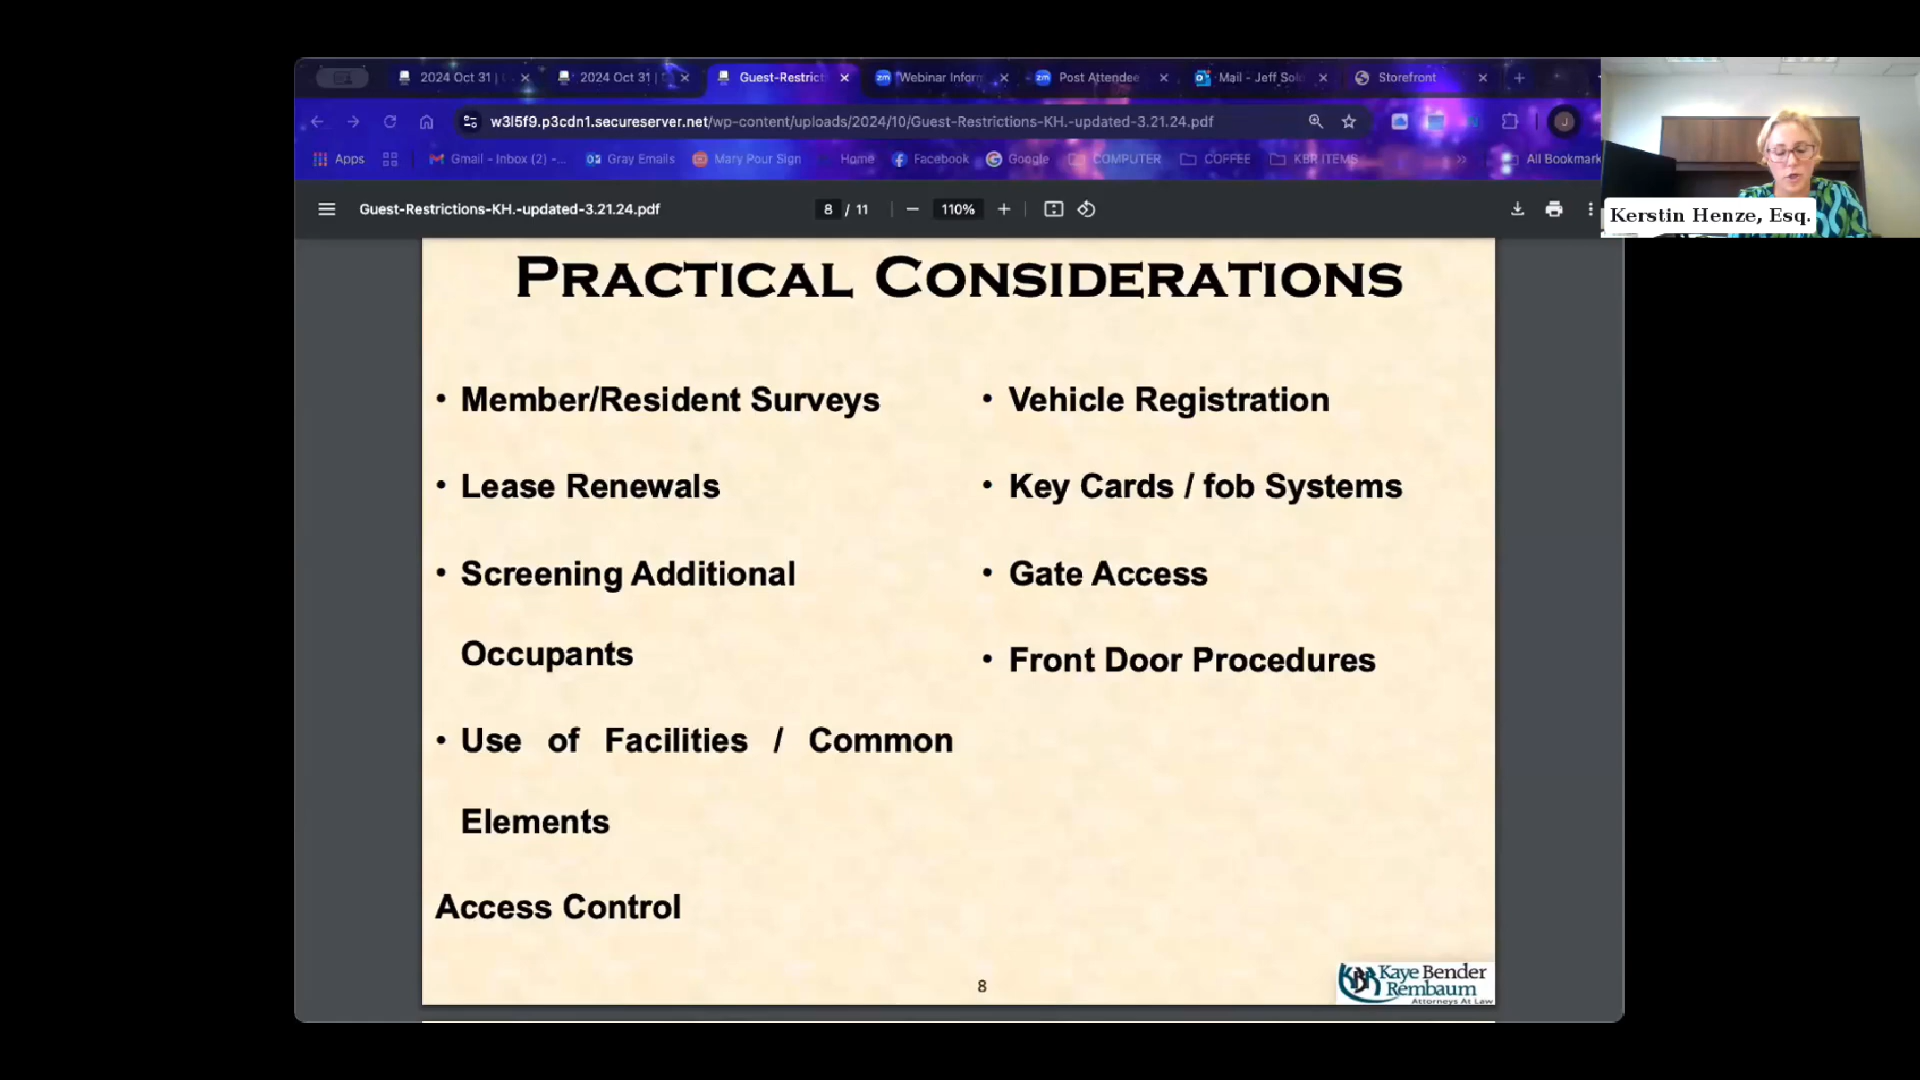 2024 Oct 31 |
2024 Oct 31 |
Guest-Restrict
Webinar Inform
Post Attendee
Mail - Jeff Solo
Storefront
w3l5f9.p3cdn1.secureserver.net/wp-content/uploads/2024/10/Guest-Restrictions-KH.-updated-3.21.24.pdf
J
Apps
Gmail - Inbox (2) -...
Gray Emails
Mary Pour Sign
Home
Facebook
Google
COMPUTER
COFFEE
KBR ITEMS
All Bookmark
Guest-Restrictions-KH.-updated-3.21.24.pdf
8 / 11
110%
Kerstin Henze, Esq.
Practical Considerations
• Member/Resident Surveys
• Lease Renewals
• Screening Additional
Occupants
• Use of Facilities / Common
Elements
Access Control
• Vehicle Registration
• Key Cards / fob Systems
• Gate Access
• Front Door Procedures
8
KBR Kaye Bender
Rembaum
Attorneys At Law